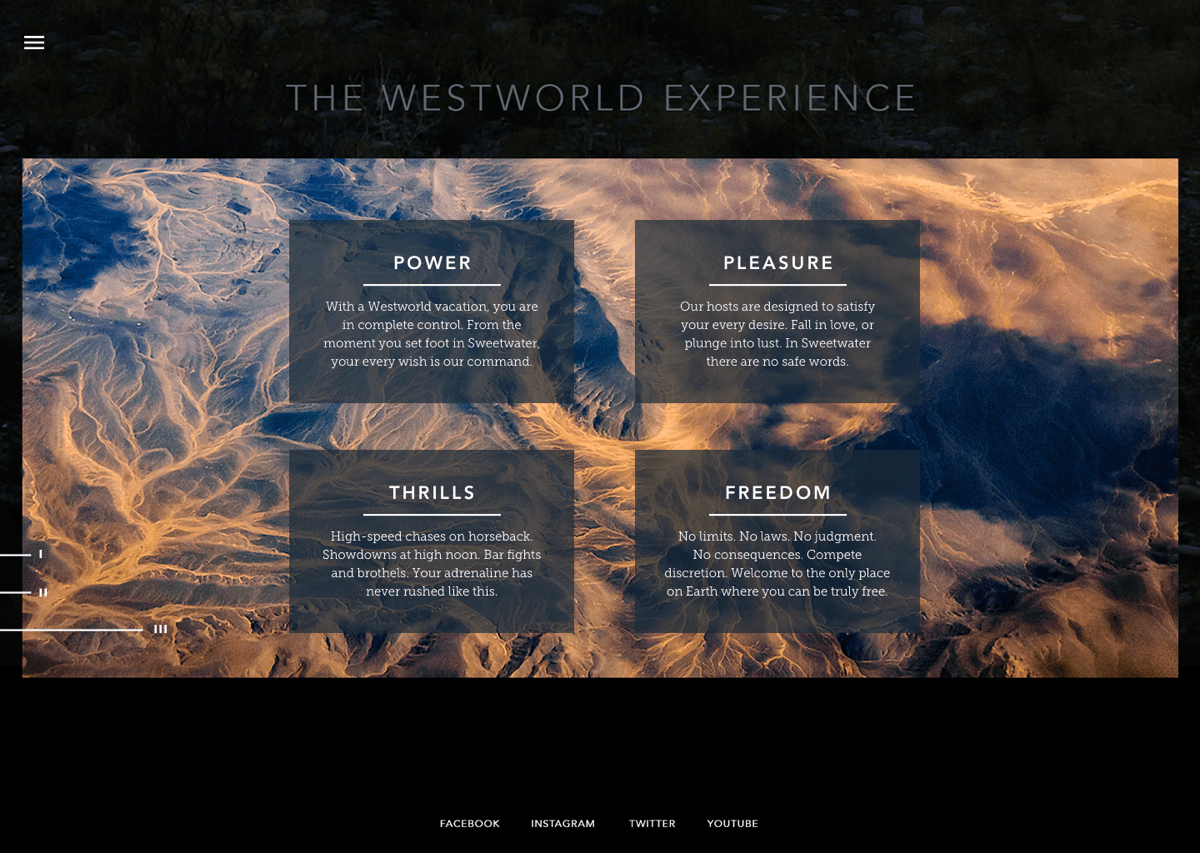 THE WESTWORLD EXPERIENCE
POWER
With a Westworld vacation, you are
in complete control. From the
moment you set foot in Sweetwater,
your every wish is our command.
PLEASURE
Our hosts are designed to satisfy
your every desire. Fall in love, or
plunge into lust. In Sweetwater
there are no safe words.
THRILLS
High-speed chases on horseback.
Showdowns at high noon. Bar fights
and brothels. Your adrenaline has
never rushed like this.
FREEDOM
No limits. No laws. No judgment.
No consequences. Compete
discretion. Welcome to the only place
on Earth where you can be truly free.
I
II
III
FACEBOOK INSTAGRAM TWITTER YOUTUBE